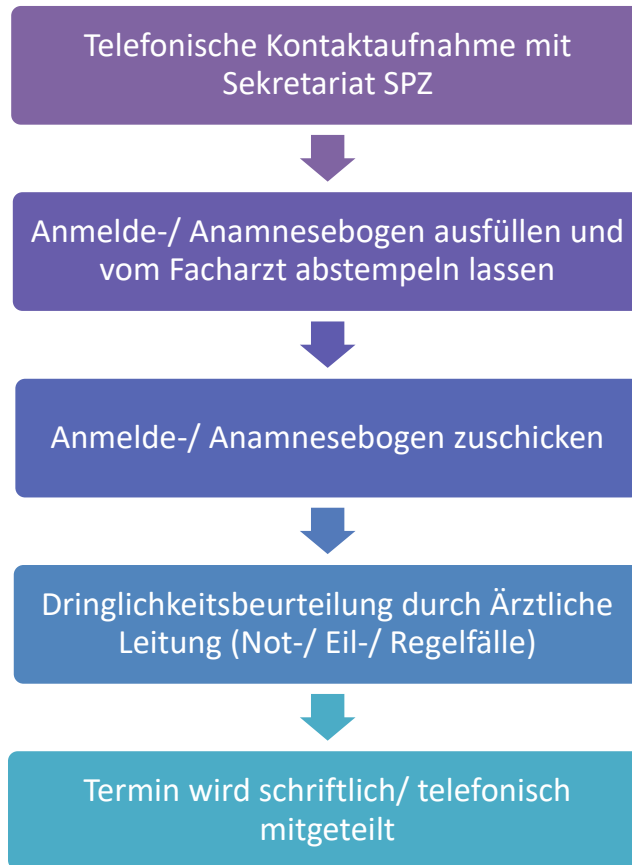 Telefonische Kontaktaufnahme mit
Sekretariat SPZ
Anmelde-/ Anamnesebogen ausfüllen und
vom Facharzt abstempeln lassen
Anmelde-/ Anamnesebogen zuschicken
Dringlichkeitsbeurteilung durch Ärztliche
Leitung (Not-/ Eil-/ Regelfälle)
Termin wird schriftlich/ telefonisch
mitgeteilt